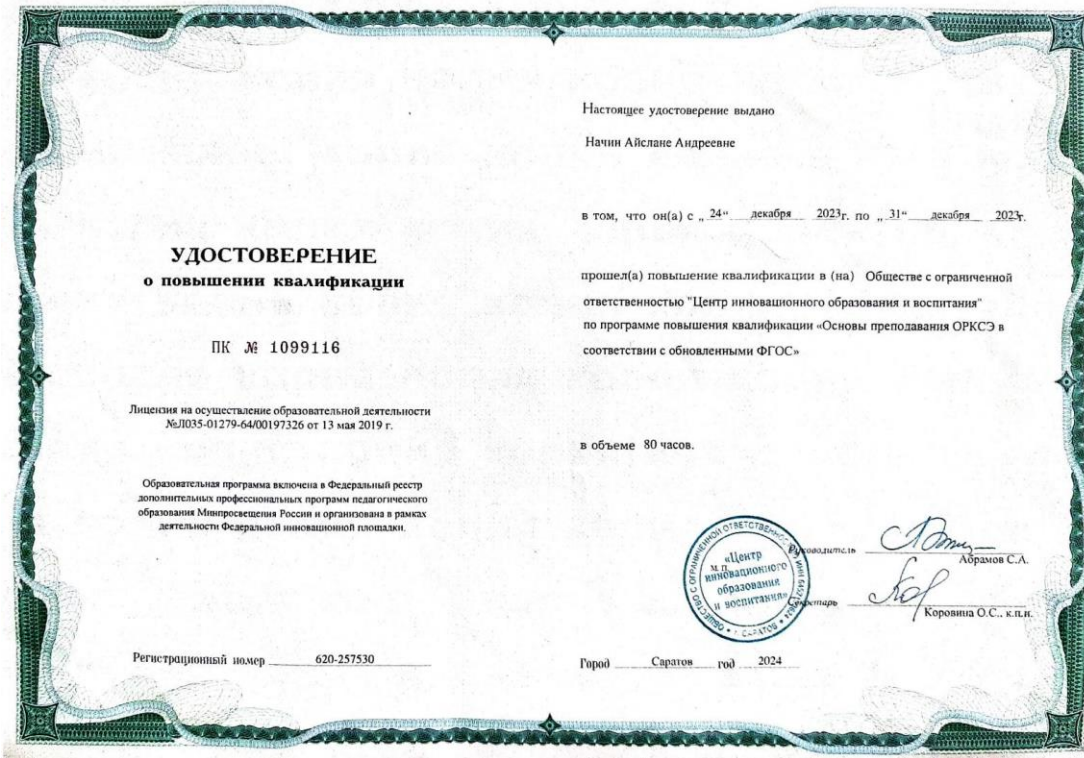 УДОСТОВЕРЕНИЕ
о повышении квалификации
ПК № 1099116
Лицензия на осуществление образовательной деятельности
№Л035-01279-64/00197326 от 13 мая 2019 г.
Образовательная программа включена в Федеральный реестр
дополнительных профессиональных программ педагогического
образования Минпросвещения России и организована в рамках
деятельности Федеральной инновационной площадки.
Регистрационный номер 620-257530
Настоящее удостоверение выдано
Начин Айслане Андреевне
в том, что он(а) с „ 24“ декабря 2023г. по „ 31“ декабря 2023г.
прошел(а) повышение квалификации в (на) Обществе с ограниченной
ответственностью "Центр инновационного образования и воспитания"
по программе повышения квалификации «Основы преподавания ОРКСЭ в
соответствии с обновленными ФГОС»
в объеме 80 часов.
ОБЩЕСТВО С ОГРАНИЧЕННОЙ ОТВЕТСТВЕННОСТЬЮ
г. САРАТОВ
«Центр
М.П.
инновационного
образования
и воспитания»
Руководитель
Абрамов С.А.
Секретарь
Коровина О.С., к.п.н.
Город Саратов год 2024